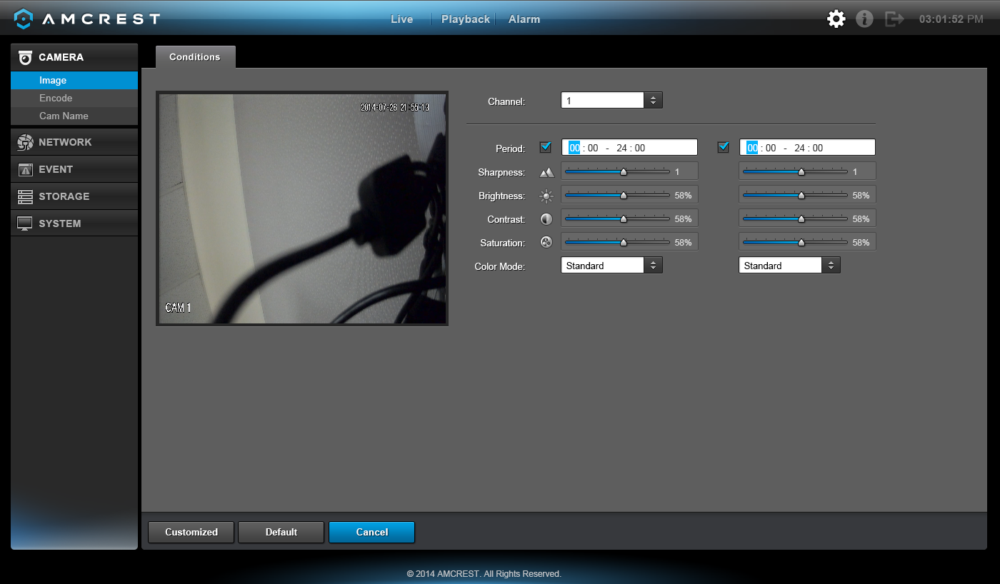 AMCREST
Live Playback Alarm
03:01:52 PM
CAMERA
Image
Encode
Cam Name
NETWORK
EVENT
STORAGE
SYSTEM
Conditions
2014-07-26 21:55:13
CAM 1
Channel: 1
Period: 00 : 00 - 24 : 00 00 : 00 - 24 : 00
Sharpness: 1 1
Brightness: 58% 58%
Contrast: 58% 58%
Saturation: 58% 58%
Color Mode: Standard Standard
Customized Default Cancel
© 2014 AMCREST. All Rights Reserved.